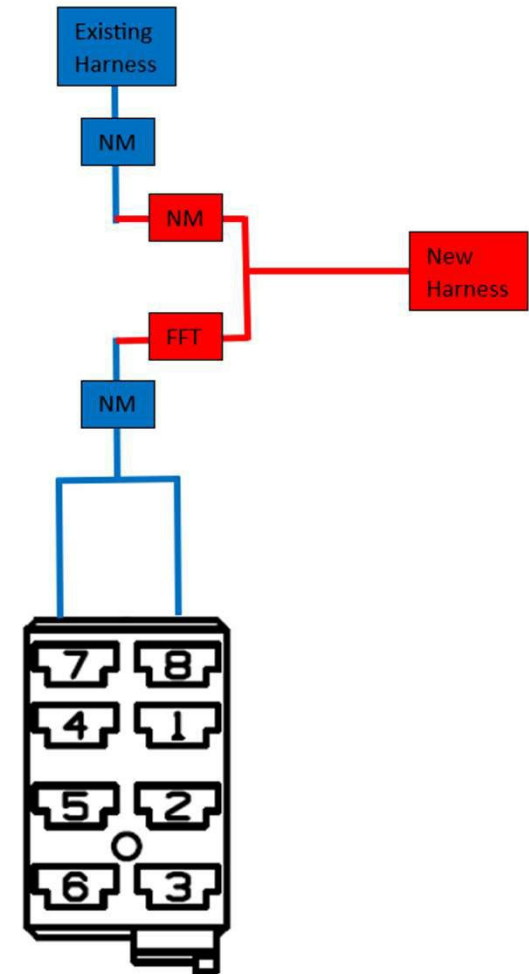 Existing
Harness
NM
NM
New
Harness
FFT
NM
7 8
4 1
5 2
6 3